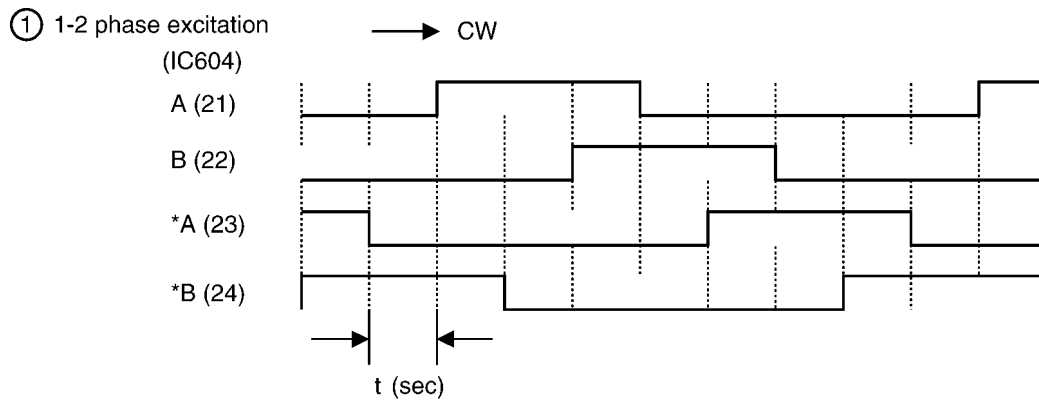 ① 1-2 phase excitation
CW
(IC604)
A (21)
B (22)
*A (23)
*B (24)
t (sec)